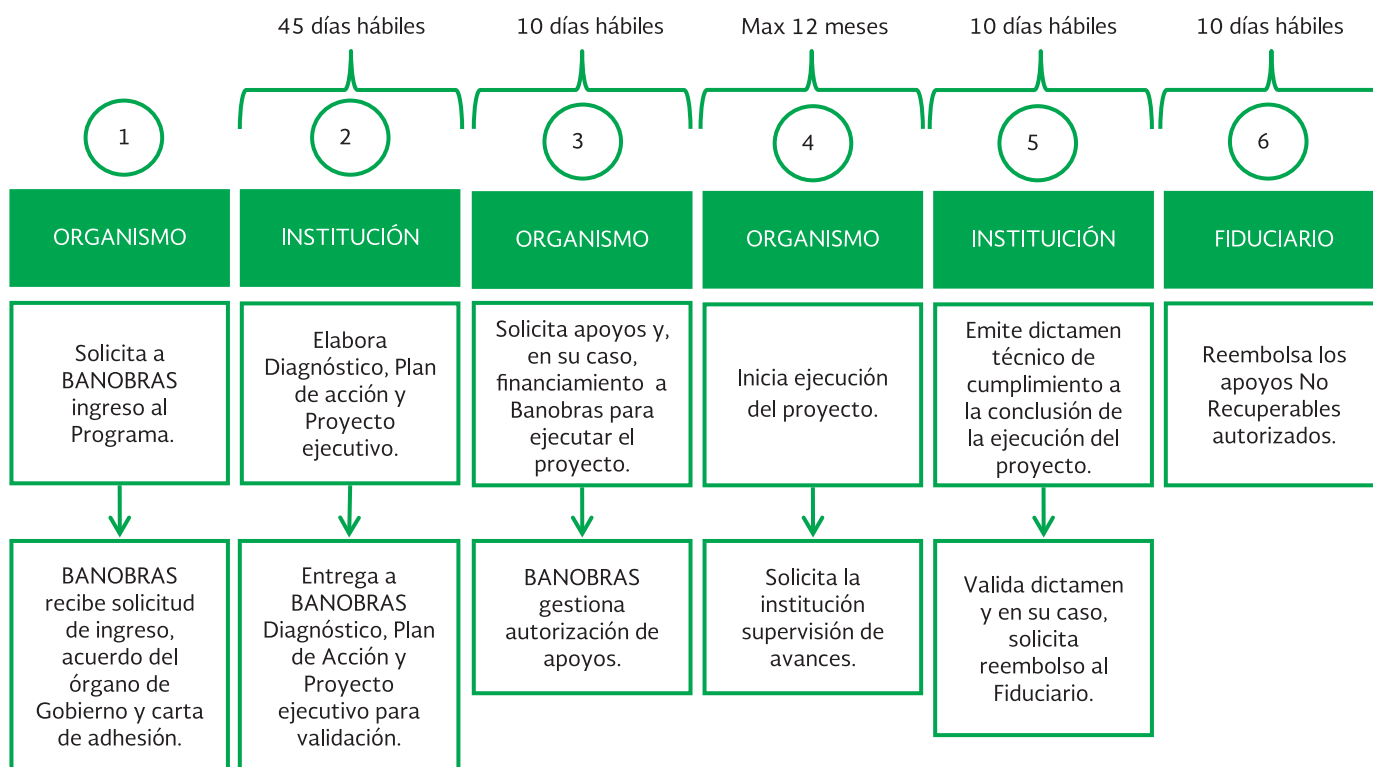 45 días hábiles
10 días hábiles
Max 12 meses
10 días hábiles
10 días hábiles
1
2
3
4
5
6
ORGANISMO
INSTITUCIÓN
ORGANISMO
ORGANISMO
INSTITUICIÓN
FIDUCIARIO
Solicita a
BANOBRAS
ingreso al
Programa.
Elabora
Diagnóstico, Plan
de acción y
Proyecto
ejecutivo.
Solicita apoyos y,
en su caso,
financiamiento a
Banobras para
ejecutar el
proyecto.
Inicia ejecución
del proyecto.
Emite dictamen
técnico de
cumplimiento a
la conclusión de
la ejecución del
proyecto.
Reembolsa los
apoyos No
Recuperables
autorizados.
BANOBRAS
recibe solicitud
de ingreso,
acuerdo del
órgano de
Gobierno y carta
de adhesión.
Entrega a
BANOBRAS
Diagnóstico, Plan
de Acción y
Proyecto
ejecutivo para
validación.
BANOBRAS
gestiona
autorización de
apoyos.
Solicita la
institución
supervisión de
avances.
Valida dictamen
y en su caso,
solicita
reembolso al
Fiduciario.